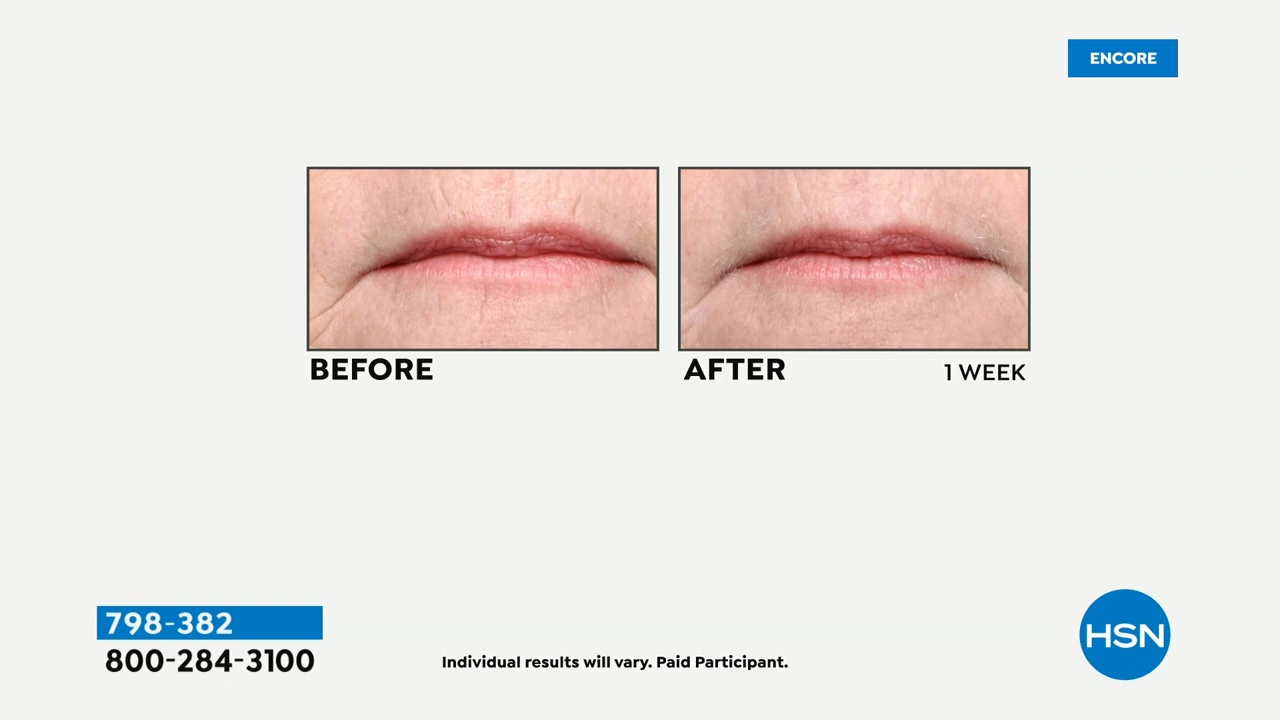 ENCORE
BEFORE
AFTER
1 WEEK
798-382
800-284-3100
Individual results will vary. Paid Participant.
HSN